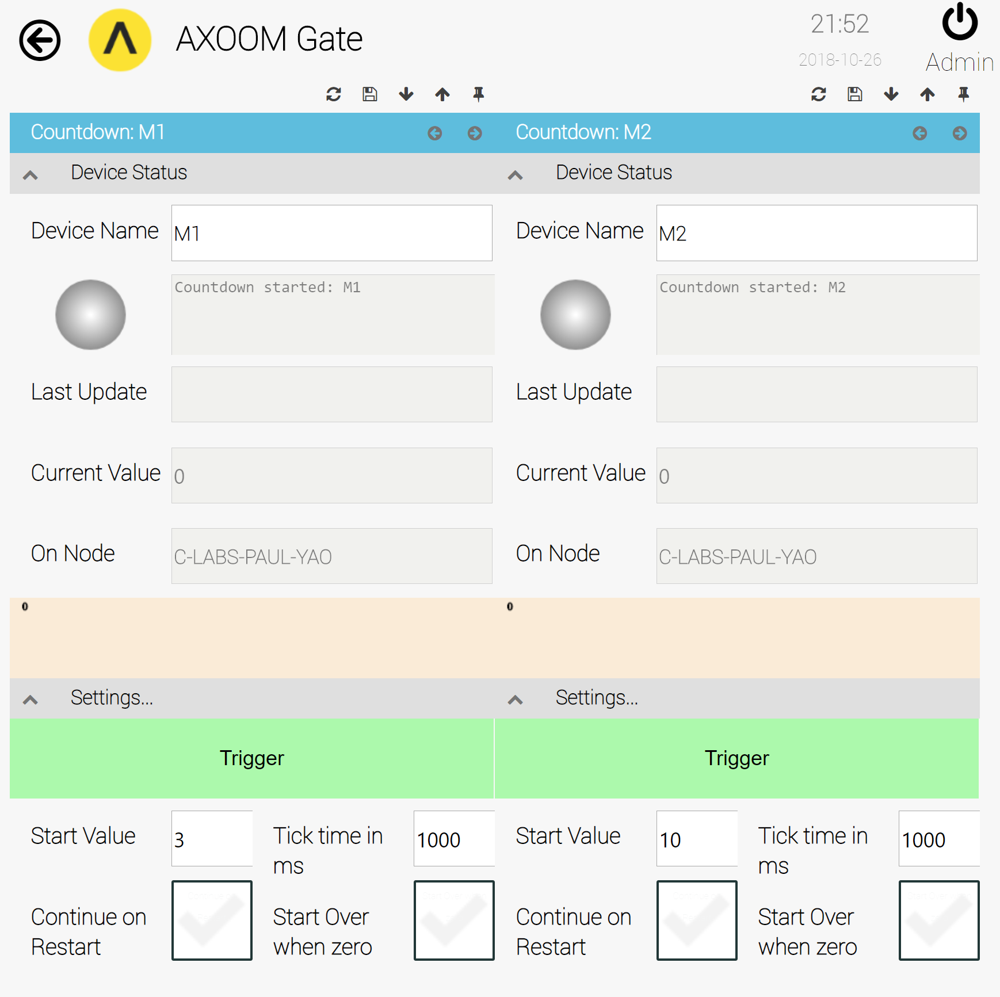 AXOOM Gate
21:52
2018-10-26
Admin
Countdown: M1
Countdown: M2
Device Status
Device Status
Device Name
M1
Device Name
M2
Countdown started: M1
Countdown started: M2
Last Update
Last Update
Current Value
0
Current Value
0
On Node
C-LABS-PAUL-YAO
On Node
C-LABS-PAUL-YAO
0
0
Settings...
Settings...
Trigger
Trigger
Start Value
3
Tick time in
ms
1000
Start Value
10
Tick time in
ms
1000
Continue on
Restart
Start Over
when zero
Continue on
Restart
Start Over
when zero